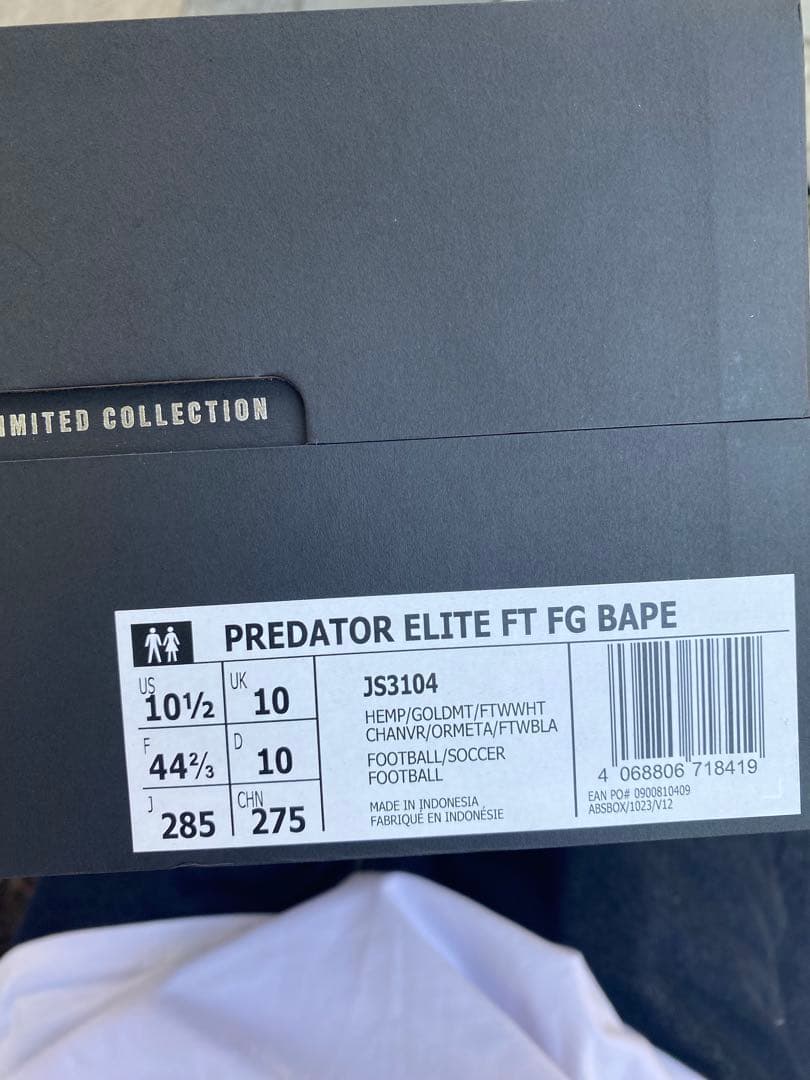 IMITED COLLECTION
PREDATOR ELITE FT FG BAPE
US 10½
UK 10
F 44⅔
D 10
J 285
CHN 275
JS3104
HEMP/GOLDMT/FTWWHT
CHANVR/ORMETA/FTWBLA
FOOTBALL/SOCCER
FOOTBALL
MADE IN INDONESIA
FABRIQUÉ EN INDONÉSIE
4 068806 718419
EAN PO# 0900810409
ABSBOX/1023/V12